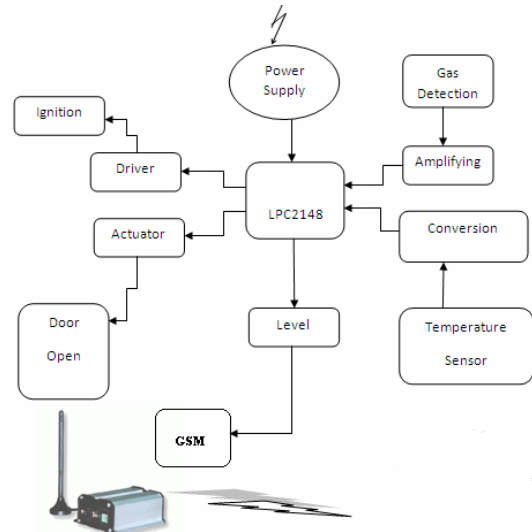 Power
Supply
Gas
Detection
Ignition
Driver
Amplifying
LPC2148
Actuator
Conversion
Door
Open
Level
Temperature
Sensor
GSM